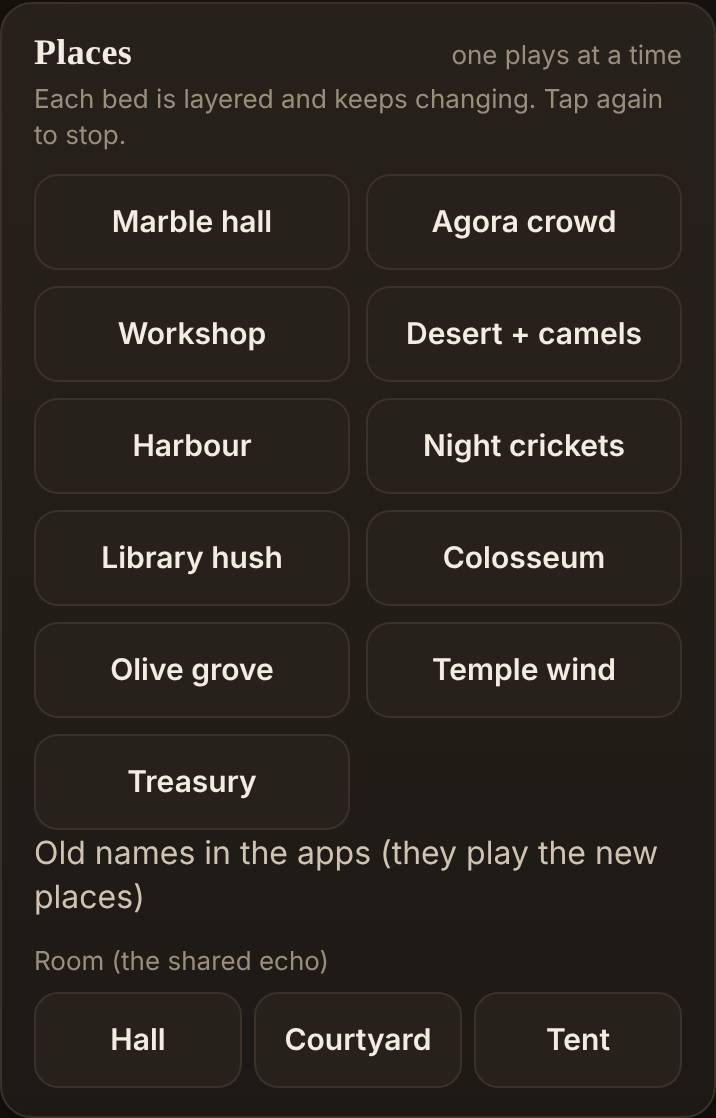 Places
one plays at a time
Each bed is layered and keeps changing. Tap again
to stop.
Marble hall
Agora crowd
Workshop
Desert + camels
Harbour
Night crickets
Library hush
Colosseum
Olive grove
Temple wind
Treasury
Old names in the apps (they play the new
places)
Room (the shared echo)
Hall
Courtyard
Tent